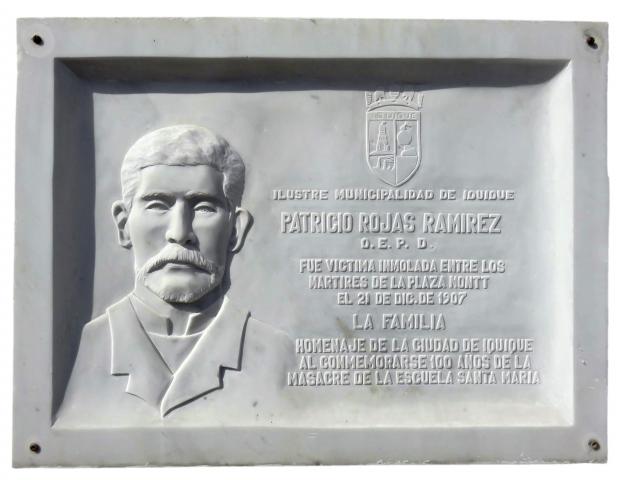 IQUIQUE
ILUSTRE MUNICIPALIDAD DE IQUIQUE
PATRICIO ROJAS RAMIREZ
Q.E.P.D.
FUE VICTIMA INMOLADA ENTRE LOS
MARTIRES DE LA PLAZA MONTT
EL 21 DE DIC. DE 1907
LA FAMILIA
HOMENAJE DE LA CIUDAD DE IQUIQUE
AL CONMEMORARSE 100 AÑOS DE LA
MASACRE DE LA ESCUELA SANTA MARIA